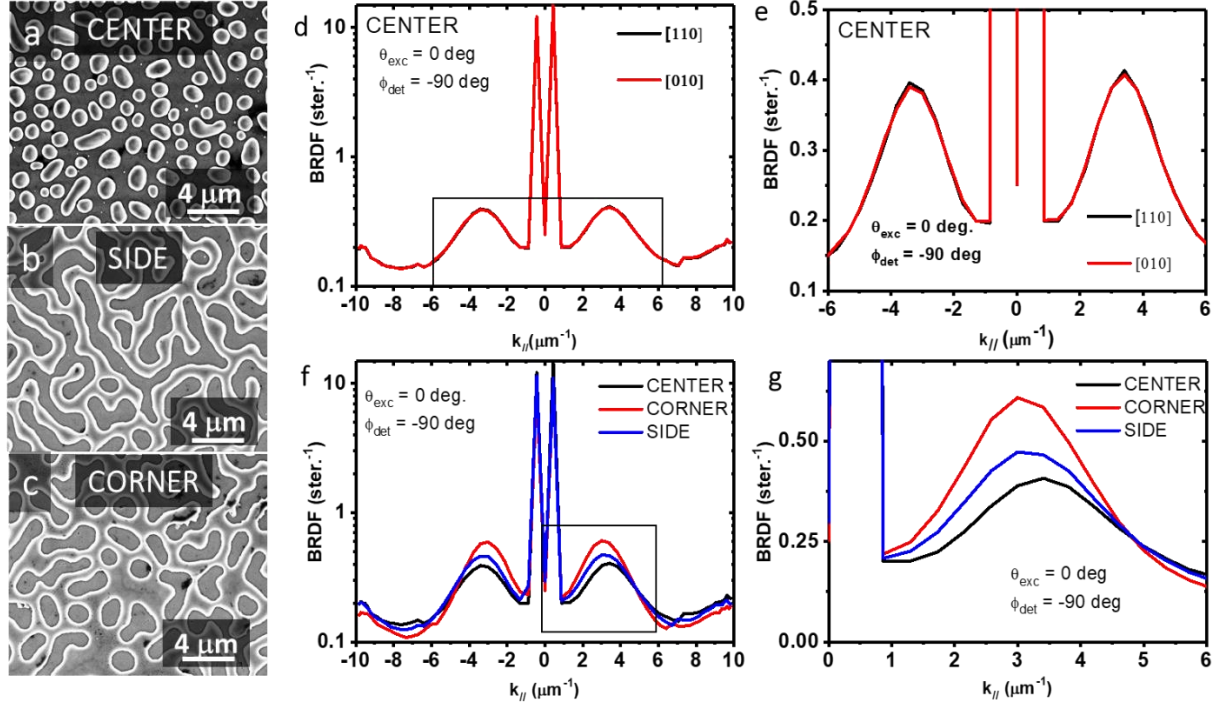 a CENTER
4 μm
b SIDE
4 μm
c CORNER
4 μm
d
CENTER
θexc = 0 deg
ϕdet = -90 deg
[110]
[010]
BRDF (ster.-1)
10
1
0.1
-10 -8 -6 -4 -2 0 2 4 6 8 10
k//(μm-1)
e
CENTER
θexc = 0 deg.
ϕdet = -90 deg
[110]
[010]
BRDF (ster.-1)
0.5
0.4
0.3
0.2
0.1
-6 -4 -2 0 2 4 6
k// (μm-1)
f
θexc = 0 deg.
ϕdet = -90 deg
CENTER
CORNER
SIDE
BRDF (ster.-1)
10
1
0.1
-10 -8 -6 -4 -2 0 2 4 6 8 10
k// (μm-1)
g
CENTER
CORNER
SIDE
θexc = 0 deg
ϕdet = -90 deg
BRDF (ster.-1)
0.50
0.25
0.00
0 1 2 3 4 5 6
k// (μm-1)